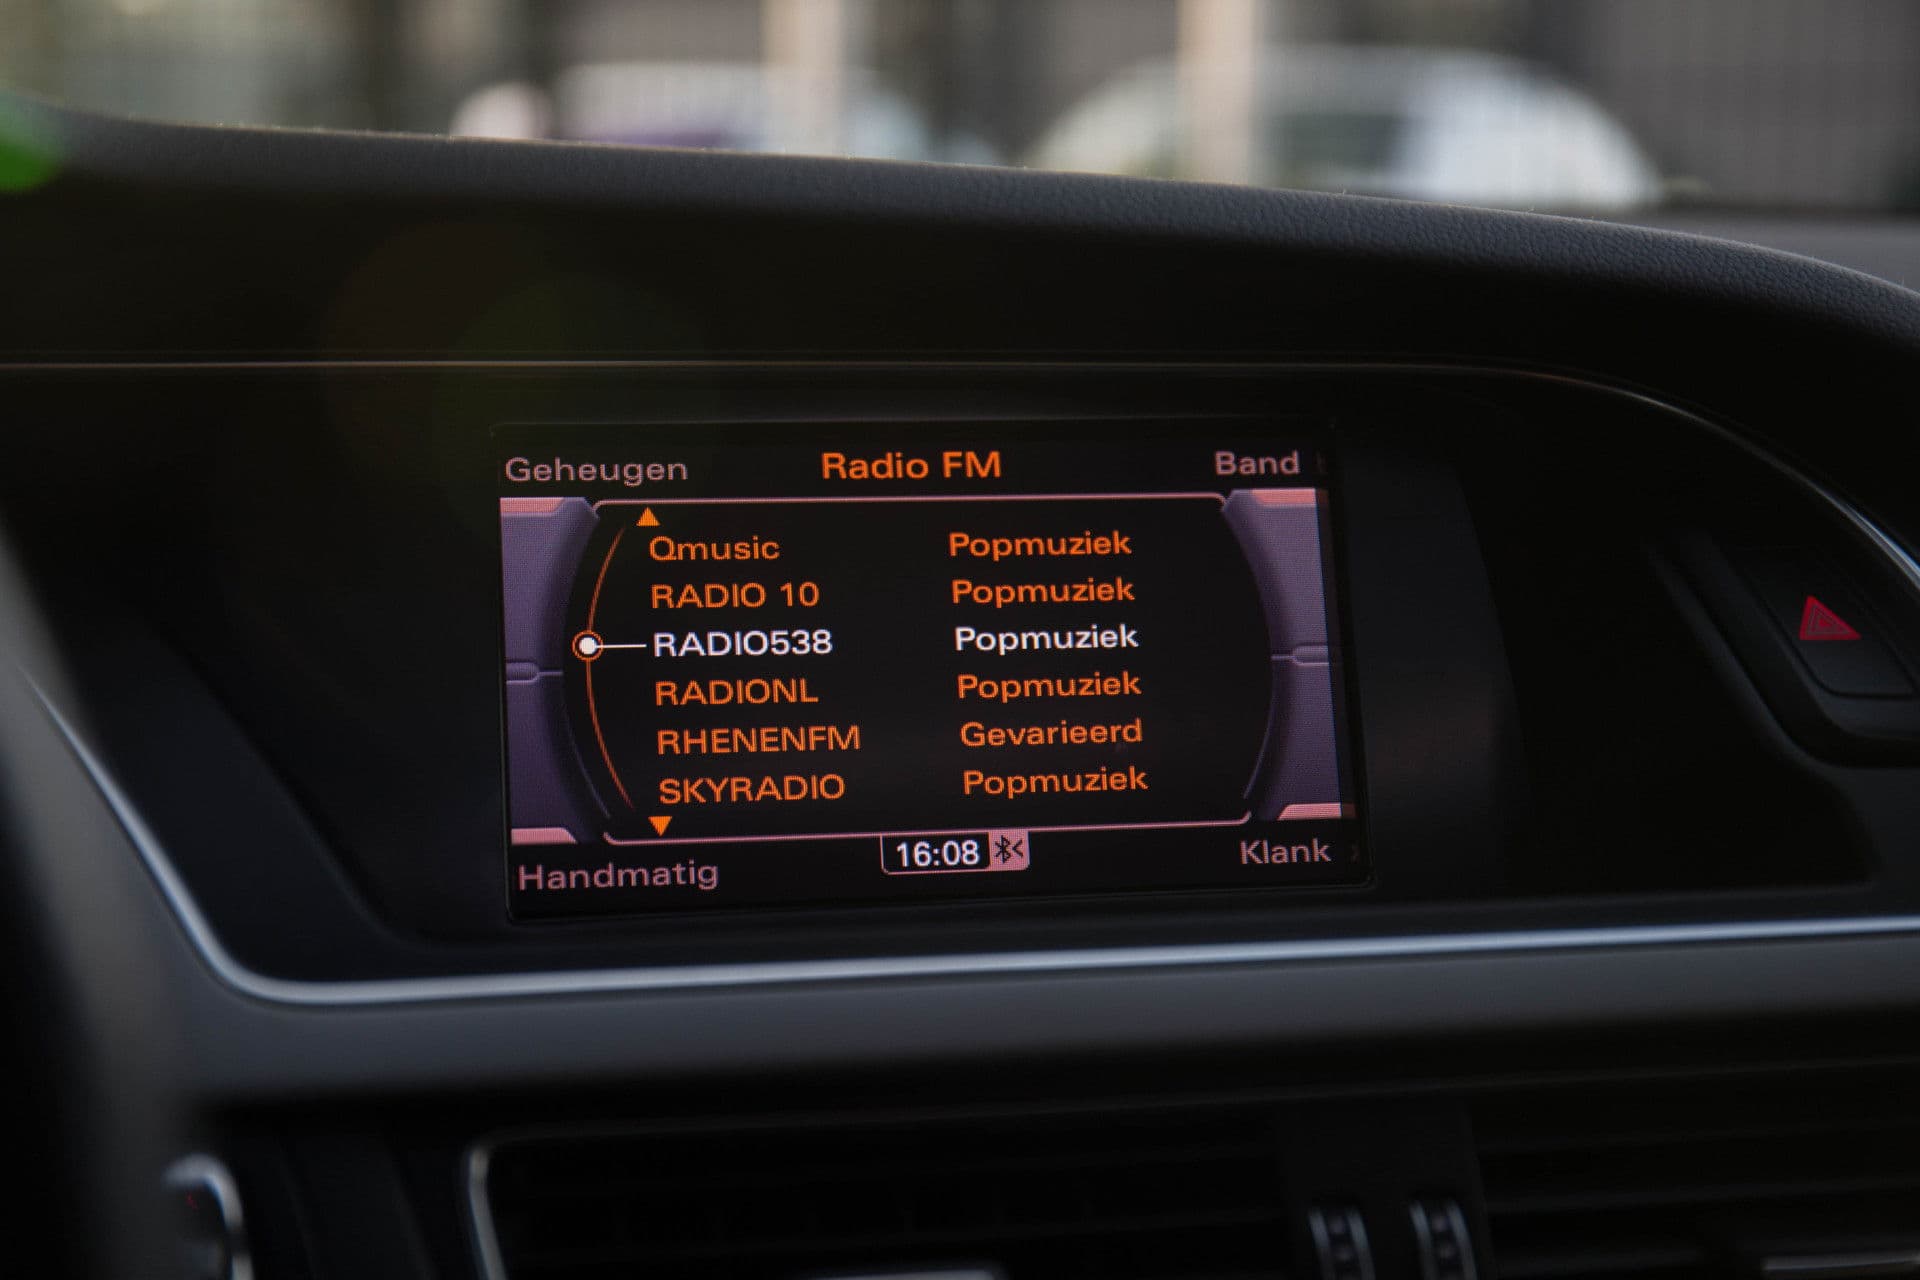 Geheugen Radio FM Band
Qmusic Popmuziek
RADIO 10 Popmuziek
RADIO538 Popmuziek
RADIONL Popmuziek
RHENENFM Gevarieerd
SKYRADIO Popmuziek
Handmatig 16:08 Klank